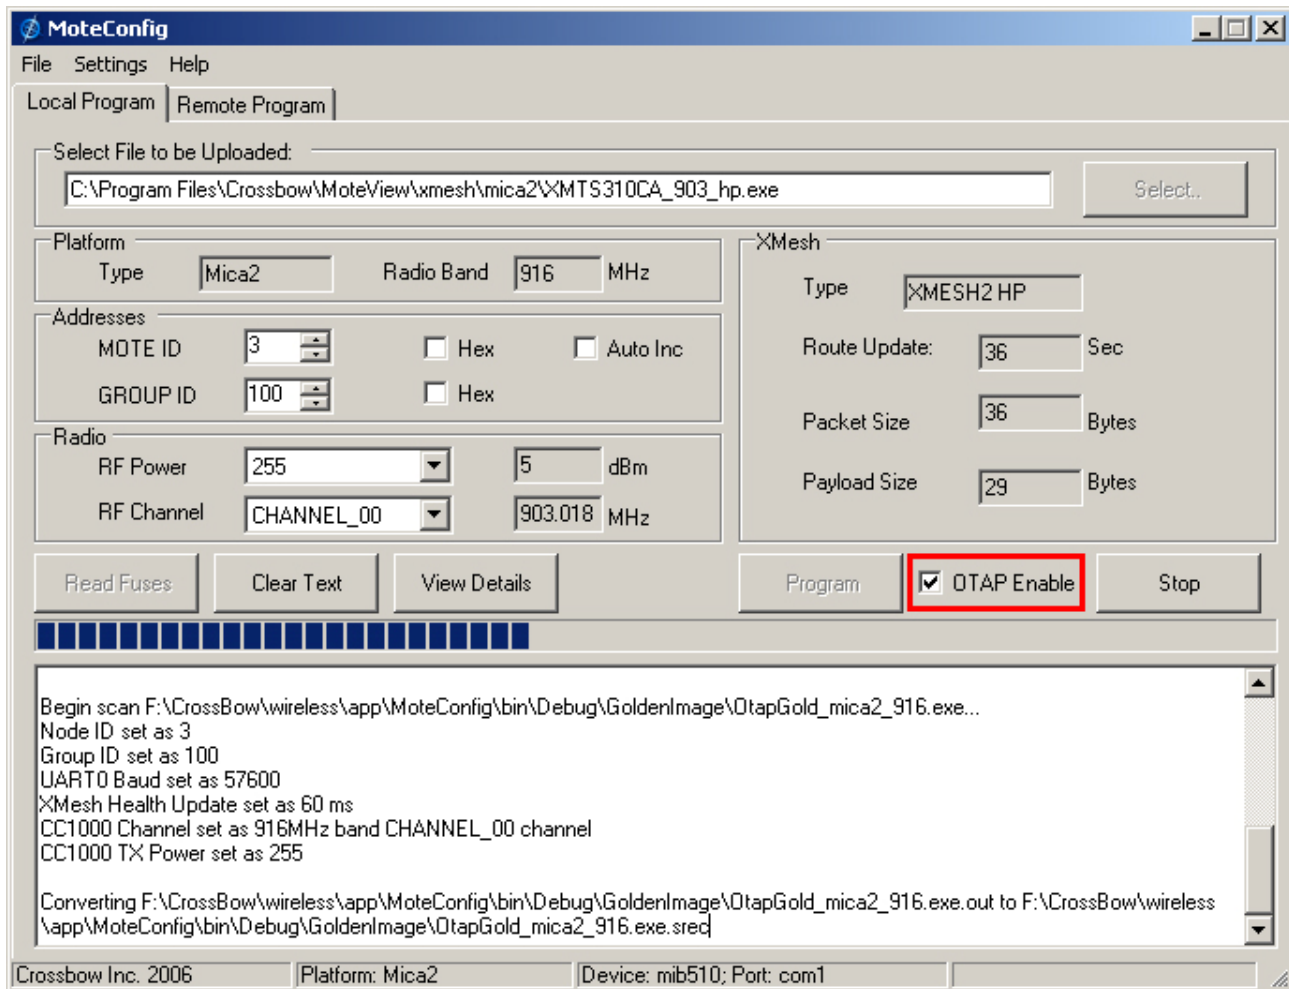 MoteConfig
File Settings Help
Local Program Remote Program
Select File to be Uploaded:
C:\Program Files\Crossbow\MoteView\xmesh\mica2\XMTS310CA_903_hp.exe Select..
Platform
Type Mica2 Radio Band 916 MHz
Addresses
MOTE ID 3 Hex Auto Inc
GROUP ID 100 Hex
Radio
RF Power 255 5 dBm
RF Channel CHANNEL_00 903.018 MHz
XMesh
Type XMESH2 HP
Route Update: 36 Sec
Packet Size 36 Bytes
Payload Size 29 Bytes
Read Fuses Clear Text View Details Program OTAP Enable Stop
Begin scan F:\CrossBow\wireless\app\MoteConfig\bin\Debug\GoldenImage\OtapGold_mica2_916.exe...
Node ID set as 3
Group ID set as 100
UART0 Baud set as 57600
XMesh Health Update set as 60 ms
CC1000 Channel set as 916MHz band CHANNEL_00 channel
CC1000 TX Power set as 255
Converting F:\CrossBow\wireless\app\MoteConfig\bin\Debug\GoldenImage\OtapGold_mica2_916.exe.out to F:\CrossBow\wireless
\app\MoteConfig\bin\Debug\GoldenImage\OtapGold_mica2_916.exe.srec
Crossbow Inc. 2006 Platform: Mica2 Device: mib510; Port: com1